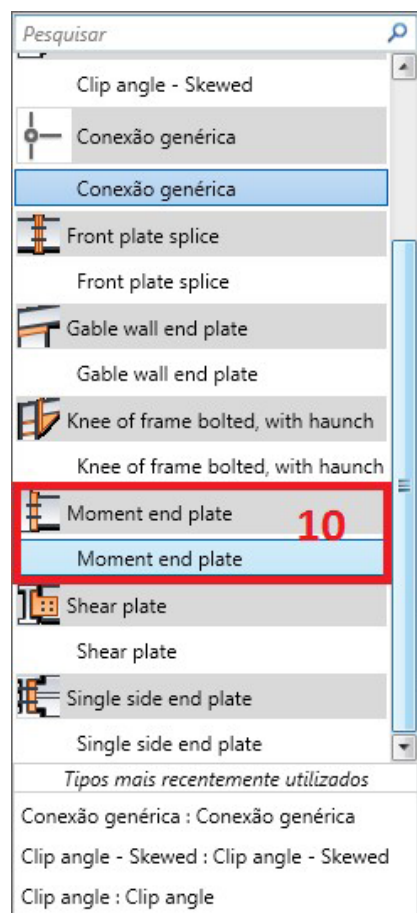 Pesquisar
Clip angle - Skewed
Conexão genérica
Conexão genérica
Front plate splice
Front plate splice
Gable wall end plate
Gable wall end plate
Knee of frame bolted, with haunch
Knee of frame bolted, with haunch
Moment end plate
10
Moment end plate
Shear plate
Shear plate
Single side end plate
Single side end plate
Tipos mais recentemente utilizados
Conexão genérica : Conexão genérica
Clip angle - Skewed : Clip angle - Skewed
Clip angle : Clip angle